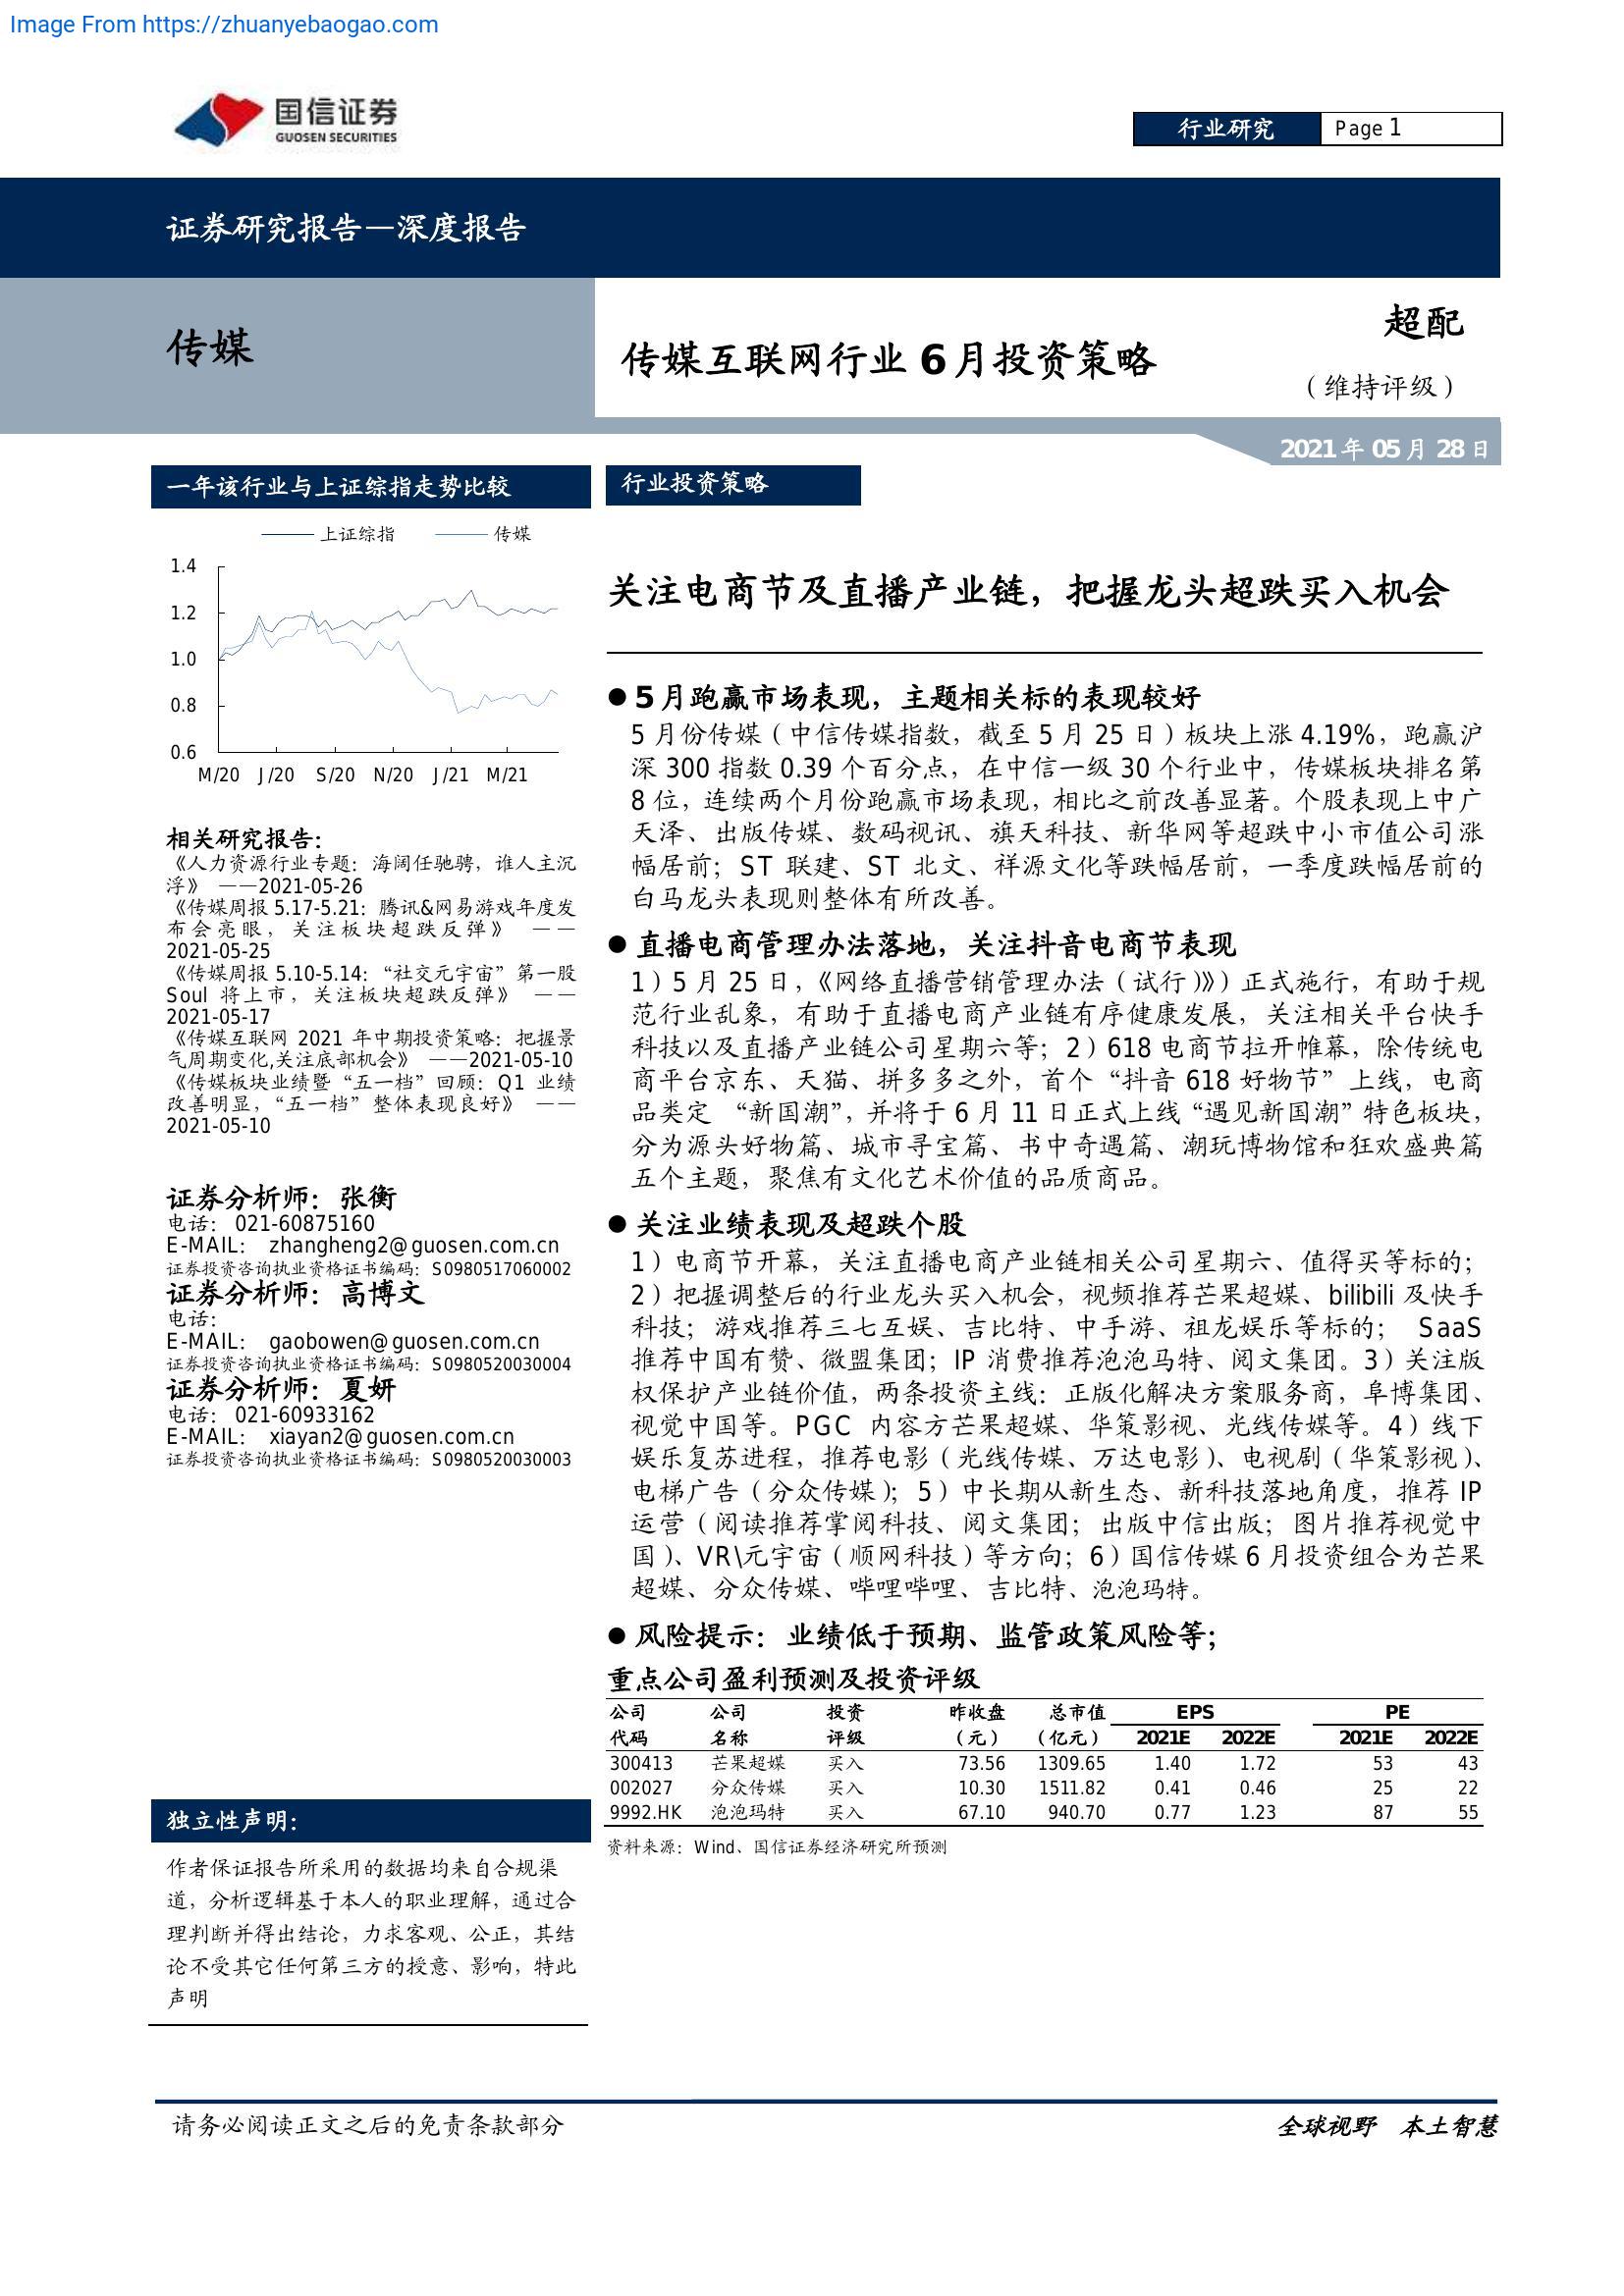 Image From https://zhuanyebaogao.com
国信证券
GUOSEN SECURITIES
行业研究
Page 1
证券研究报告—深度报告
传媒
传媒互联网行业 6 月投资策略
超配
（维持评级）
2021 年 05 月 28 日
一年该行业与上证综指走势比较
上证综指 传媒
1.4
1.2
1.0
0.8
0.6
M/20 J/20 S/20 N/20 J/21 M/21
相关研究报告：
《人力资源行业专题：海阔任驰骋，谁人主沉
浮》 ——2021-05-26
《传媒周报 5.17-5.21：腾讯&网易游戏年度发
布会亮眼，关注板块超跌反弹》 ——
2021-05-25
《传媒周报 5.10-5.14：“社交元宇宙”第一股
Soul 将上市，关注板块超跌反弹》 ——
2021-05-17
《传媒互联网 2021 年中期投资策略：把握景
气周期变化,关注底部机会》 ——2021-05-10
《传媒板块业绩暨“五一档”回顾：Q1 业绩
改善明显，“五一档”整体表现良好》 ——
2021-05-10
证券分析师：张衡
电话： 021-60875160
E-MAIL： zhangheng2@guosen.com.cn
证券投资咨询执业资格证书编码：S0980517060002
证券分析师：高博文
电话：
E-MAIL： gaobowen@guosen.com.cn
证券投资咨询执业资格证书编码：S0980520030004
证券分析师：夏妍
电话： 021-60933162
E-MAIL： xiayan2@guosen.com.cn
证券投资咨询执业资格证书编码：S0980520030003
独立性声明：
作者保证报告所采用的数据均来自合规渠
道，分析逻辑基于本人的职业理解，通过合
理判断并得出结论，力求客观、公正，其结
论不受其它任何第三方的授意、影响，特此
声明
行业投资策略
关注电商节及直播产业链，把握龙头超跌买入机会
● 5 月跑赢市场表现，主题相关标的表现较好
5 月份传媒（中信传媒指数，截至 5 月 25 日）板块上涨 4.19%，跑赢沪
深 300 指数 0.39 个百分点，在中信一级 30 个行业中，传媒板块排名第
8 位，连续两个月份跑赢市场表现，相比之前改善显著。个股表现上中广
天泽、出版传媒、数码视讯、旗天科技、新华网等超跌中小市值公司涨
幅居前；ST 联建、ST 北文、祥源文化等跌幅居前，一季度跌幅居前的
白马龙头表现则整体有所改善。
● 直播电商管理办法落地，关注抖音电商节表现
1）5 月 25 日，《网络直播营销管理办法（试行）》）正式施行，有助于规
范行业乱象，有助于直播电商产业链有序健康发展，关注相关平台快手
科技以及直播产业链公司星期六等；2）618 电商节拉开帷幕，除传统电
商平台京东、天猫、拼多多之外，首个“抖音 618 好物节”上线，电商
品类定 “新国潮”，并将于 6 月 11 日正式上线“遇见新国潮”特色板块，
分为源头好物篇、城市寻宝篇、书中奇遇篇、潮玩博物馆和狂欢盛典篇
五个主题，聚焦有文化艺术价值的品质商品。
● 关注业绩表现及超跌个股
1）电商节开幕，关注直播电商产业链相关公司星期六、值得买等标的；
2）把握调整后的行业龙头买入机会，视频推荐芒果超媒、bilibili 及快手
科技；游戏推荐三七互娱、吉比特、中手游、祖龙娱乐等标的； SaaS
推荐中国有赞、微盟集团；IP 消费推荐泡泡马特、阅文集团。3）关注版
权保护产业链价值，两条投资主线：正版化解决方案服务商，阜博集团、
视觉中国等。PGC 内容方芒果超媒、华策影视、光线传媒等。4）线下
娱乐复苏进程，推荐电影（光线传媒、万达电影）、电视剧（华策影视）、
电梯广告（分众传媒）；5）中长期从新生态、新科技落地角度，推荐 IP
运营（阅读推荐掌阅科技、阅文集团；出版中信出版；图片推荐视觉中
国）、VR\元宇宙（顺网科技）等方向；6）国信传媒 6 月投资组合为芒果
超媒、分众传媒、哔哩哔哩、吉比特、泡泡玛特。
● 风险提示：业绩低于预期、监管政策风险等；
重点公司盈利预测及投资评级
公司 公司 投资 昨收盘 总市值 EPS PE
代码 名称 评级 （元） （亿元） 2021E 2022E 2021E 2022E
300413 芒果超媒 买入 73.56 1309.65 1.40 1.72 53 43
002027 分众传媒 买入 10.30 1511.82 0.41 0.46 25 22
9992.HK 泡泡玛特 买入 67.10 940.70 0.77 1.23 87 55
资料来源：Wind、国信证券经济研究所预测
请务必阅读正文之后的免责条款部分
全球视野 本土智慧